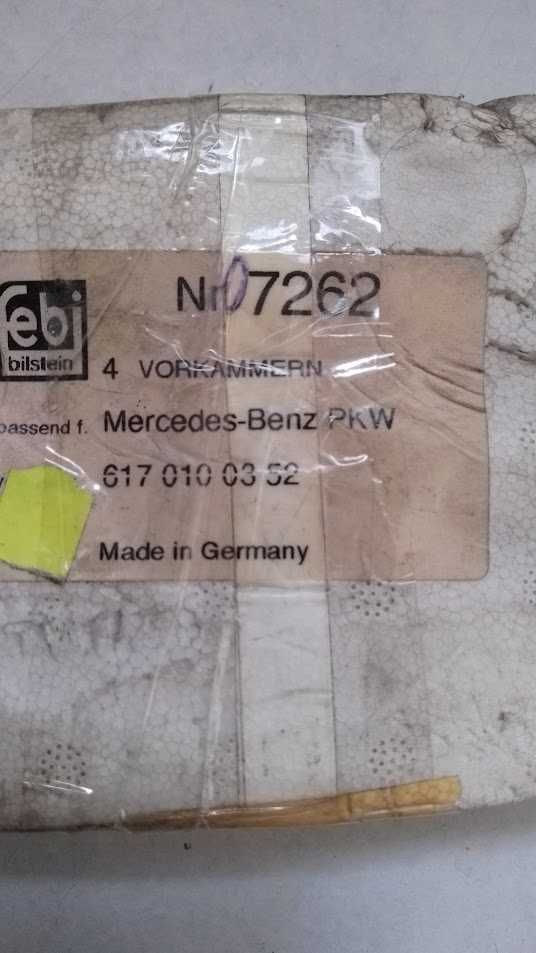 febi
bilstein
Nr.07262
4 VORKAMMERN
passend f. Mercedes-Benz PKW
617 010 03 52
Made in Germany